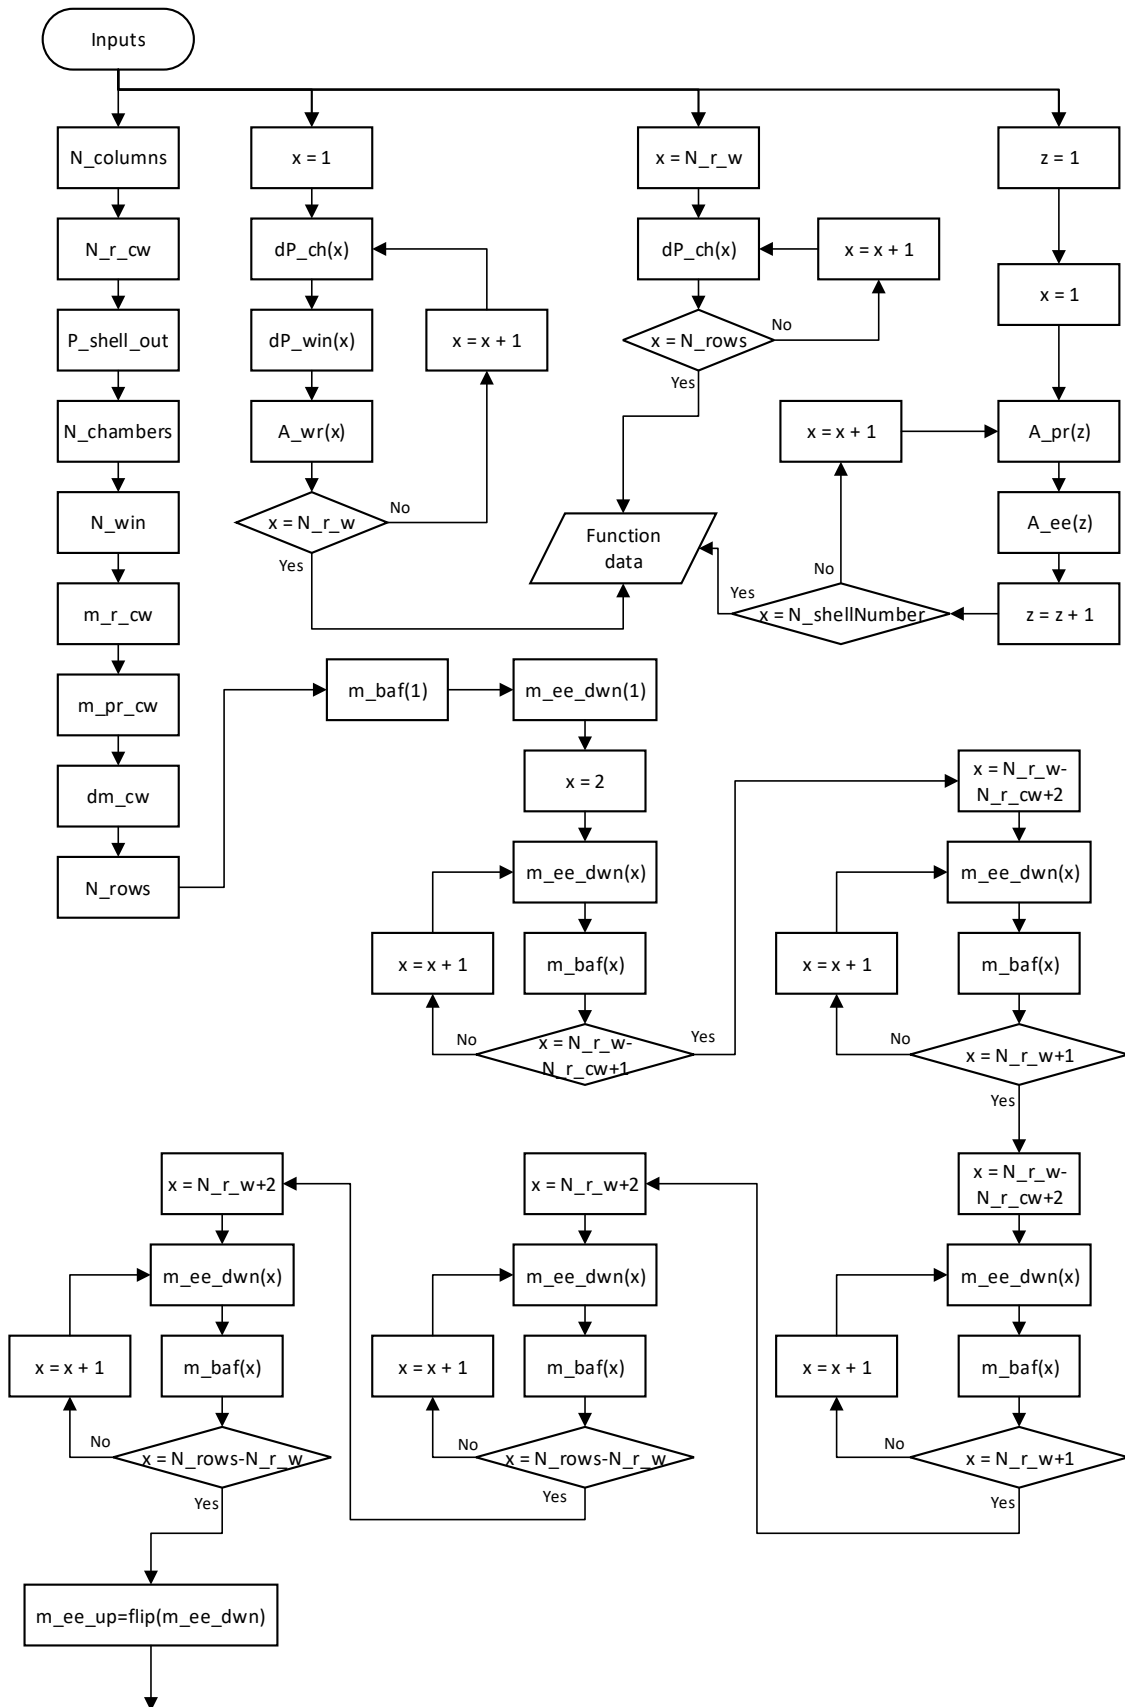 Inputs
N_columns
x = 1
x = N_r_w
z = 1
N_r_cw
dP_ch(x)
dP_ch(x)
x = x + 1
x = 1
P_shell_out
dP_win(x)
x = x + 1
x = N_rows
No
Yes
N_chambers
A_wr(x)
x = x + 1
A_pr(z)
N_win
x = N_r_w
No
Yes
Function
data
A_ee(z)
m_r_cw
No
Yes
x = N_shellNumber
z = z + 1
m_pr_cw
m_baf(1)
m_ee_dwn(1)
dm_cw
x = 2
x = N_r_w-
N_r_cw+2
N_rows
m_ee_dwn(x)
m_ee_dwn(x)
x = x + 1
m_baf(x)
x = x + 1
m_baf(x)
No
x = N_r_w-
N_r_cw+1
Yes
No
x = N_r_w+1
Yes
x = N_r_w+2
x = N_r_w+2
x = N_r_w-
N_r_cw+2
m_ee_dwn(x)
m_ee_dwn(x)
m_ee_dwn(x)
x = x + 1
m_baf(x)
x = x + 1
m_baf(x)
x = x + 1
m_baf(x)
No
x = N_rows-N_r_w
Yes
No
x = N_rows-N_r_w
Yes
No
x = N_r_w+1
Yes
m_ee_up=flip(m_ee_dwn)